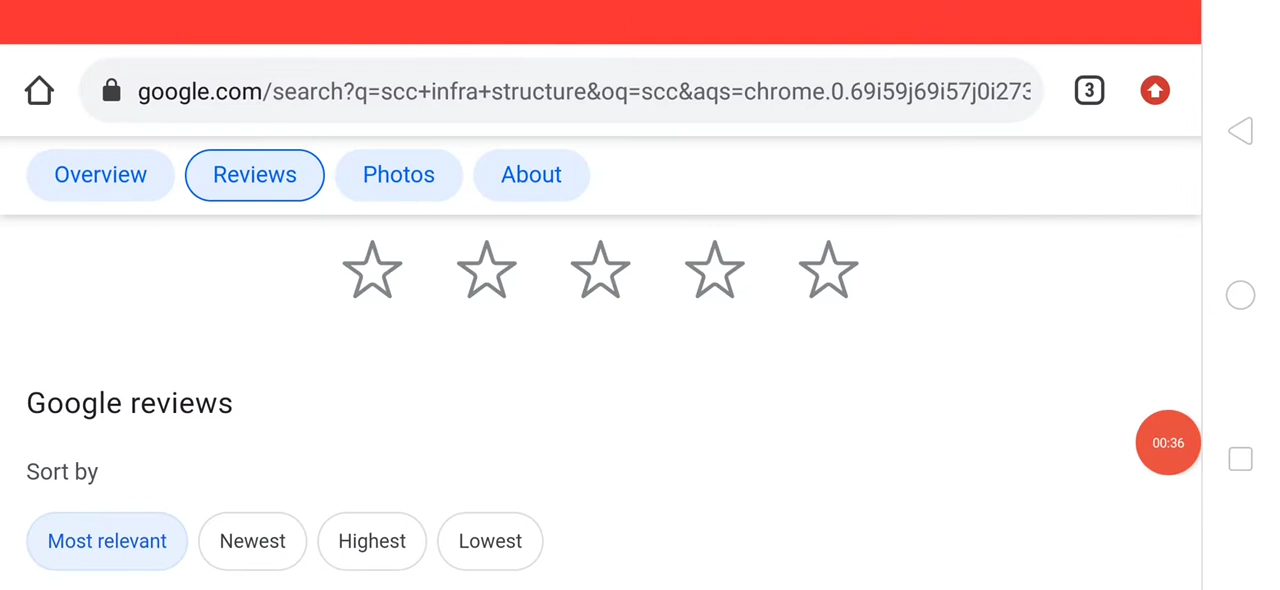 google.com/search?q=scc+infra+structure&oq=scc&aqs=chrome.0.69i59j69i57j0i273
3
Overview Reviews Photos About
Google reviews
00:36
Sort by
Most relevant Newest Highest Lowest